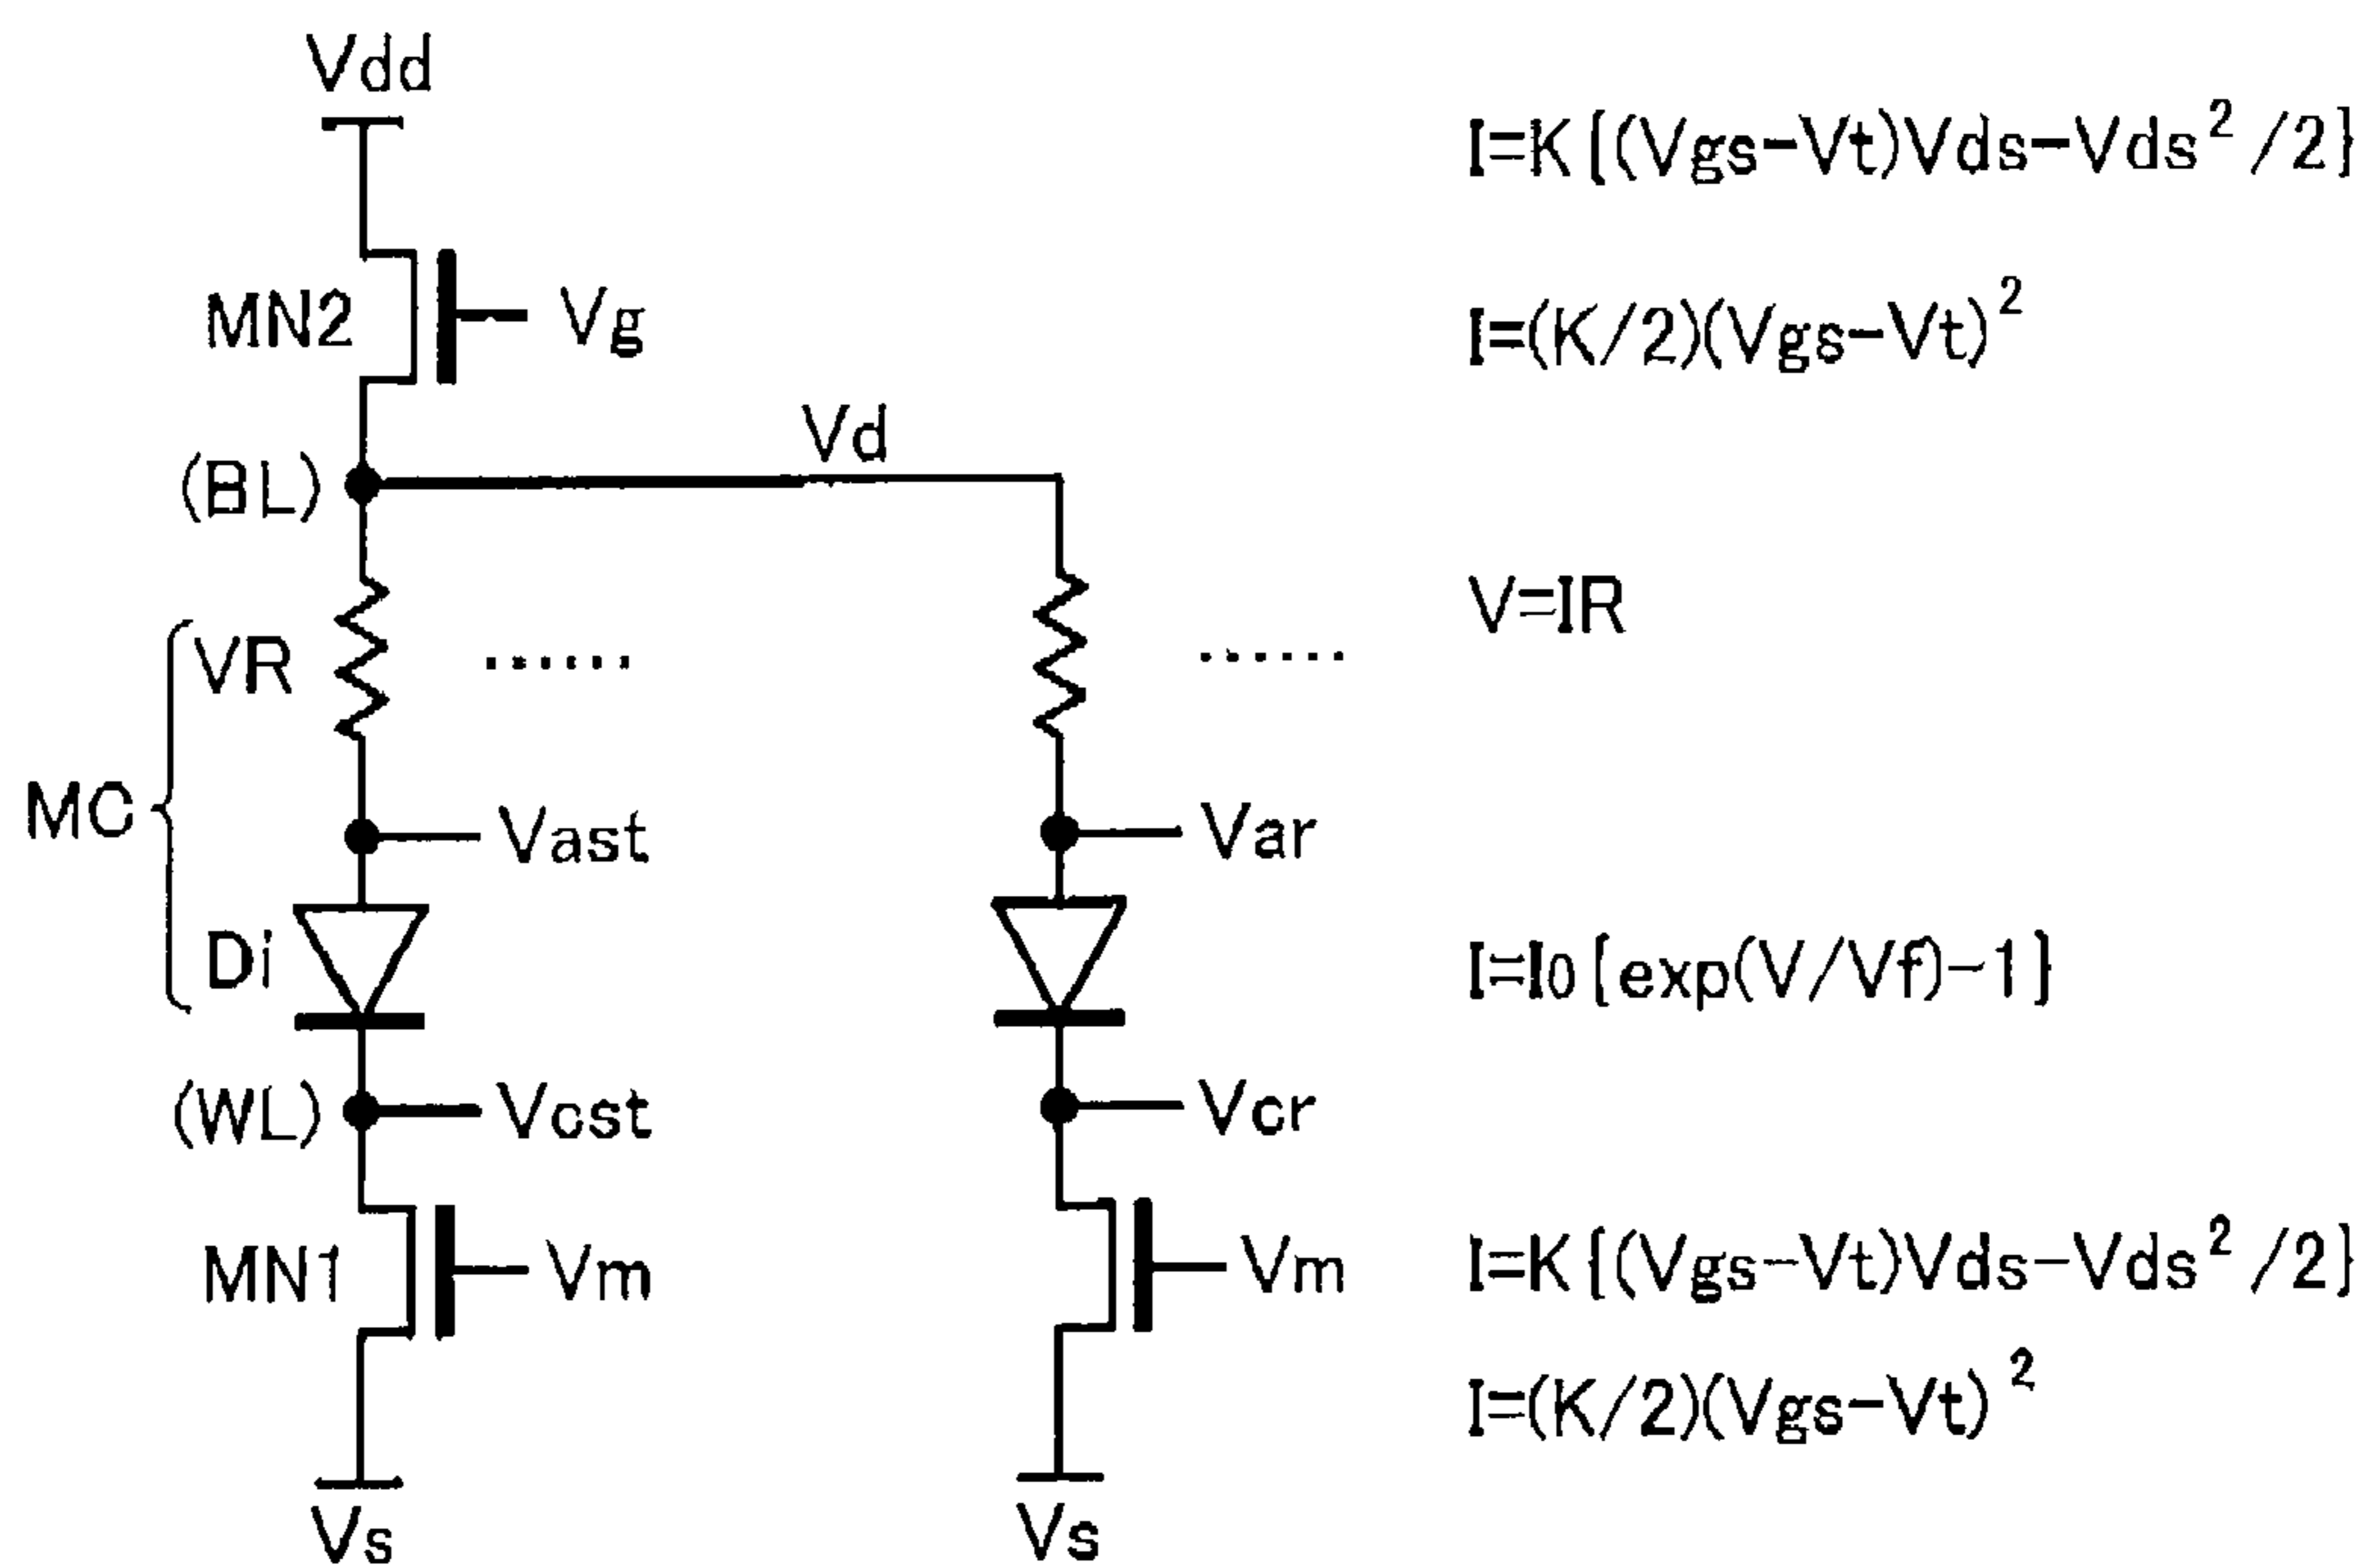 Vdd
I=K{(Vgs-Vt)Vds-Vds²/2}
MN2 Vg I=(K/2)(Vgs-Vt)²
Vd
(BL)
V=IR
VR ...... ......
MC Vast Var
Di I=I0{exp(V/Vf)-1}
(WL) Vcst Vcr
MN1 Vm Vm I=K{(Vgs-Vt)Vds-Vds²/2}
I=(K/2)(Vgs-Vt)²
Vs Vs